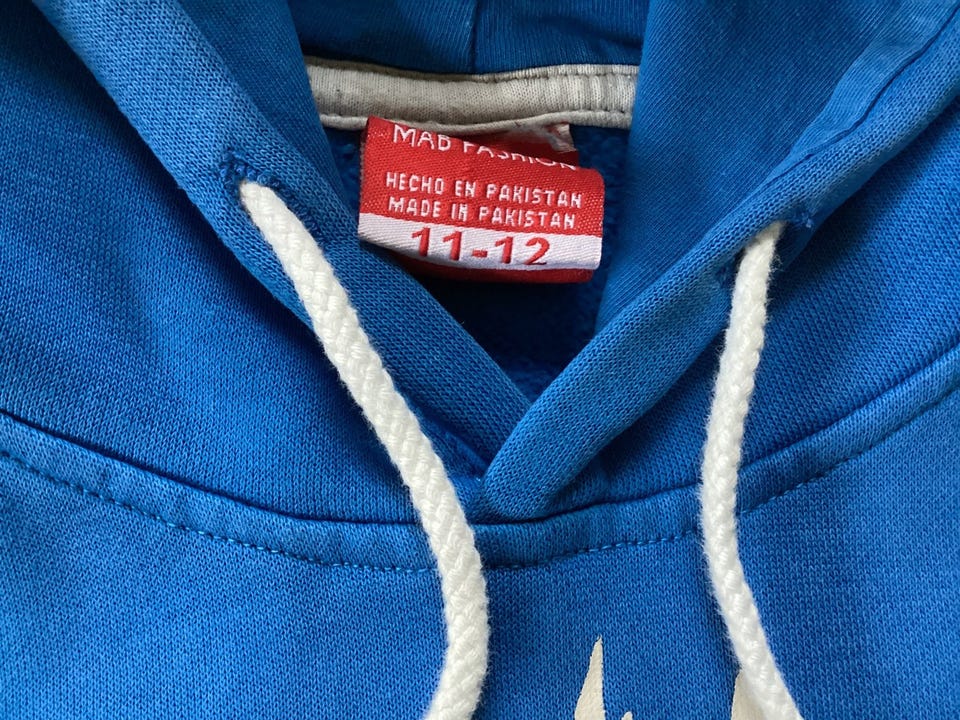 MAB FASHION
HECHO EN PAKISTAN
MADE IN PAKISTAN
11-12